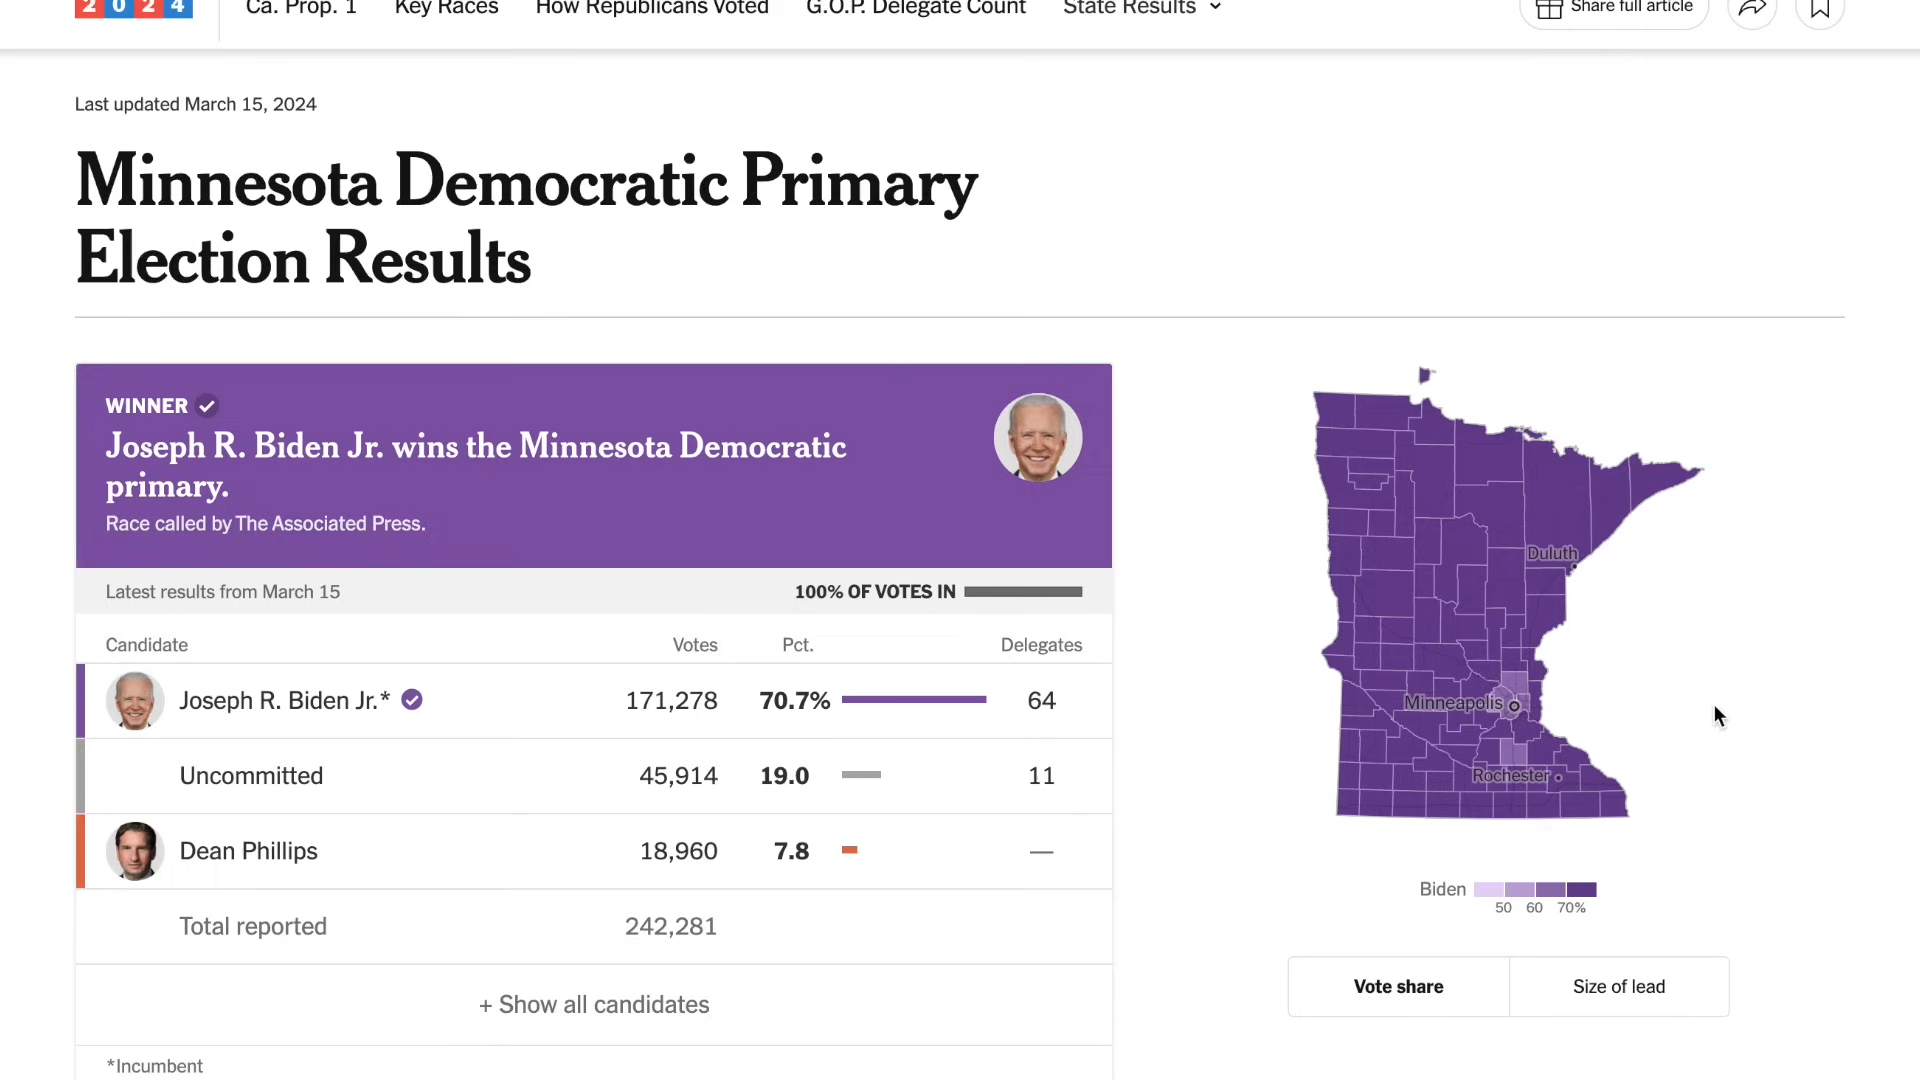 2024 Ca. Prop. 1 Key Races How Republicans Voted G.O.P. Delegate Count State Results Share full article
Last updated March 15, 2024
Minnesota Democratic Primary
Election Results
WINNER
Joseph R. Biden Jr. wins the Minnesota Democratic
primary.
Race called by The Associated Press.
Latest results from March 15 100% OF VOTES IN
Candidate Votes Pct. Delegates
Joseph R. Biden Jr.* 171,278 70.7% 64
Uncommitted 45,914 19.0 11
Dean Phillips 18,960 7.8 —
Total reported 242,281
+ Show all candidates
*Incumbent
Duluth
Minneapolis
Rochester
Biden
50 60 70%
Vote share Size of lead